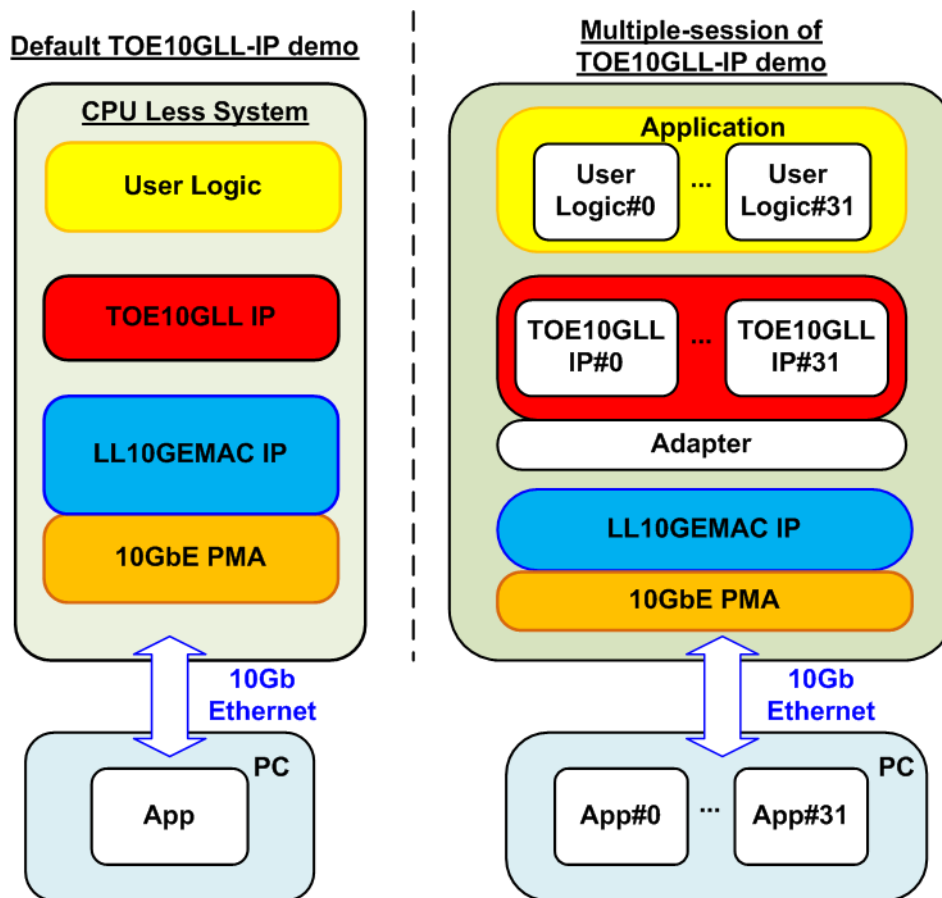 Default TOE10GLL-IP demo
CPU Less System
User Logic
TOE10GLL IP
LL10GEMAC IP
10GbE PMA
10Gb
Ethernet
PC
App
Multiple-session of
TOE10GLL-IP demo
Application
User
Logic#0
...
User
Logic#31
TOE10GLL
IP#0
...
TOE10GLL
IP#31
Adapter
LL10GEMAC IP
10GbE PMA
10Gb
Ethernet
PC
App#0
...
App#31